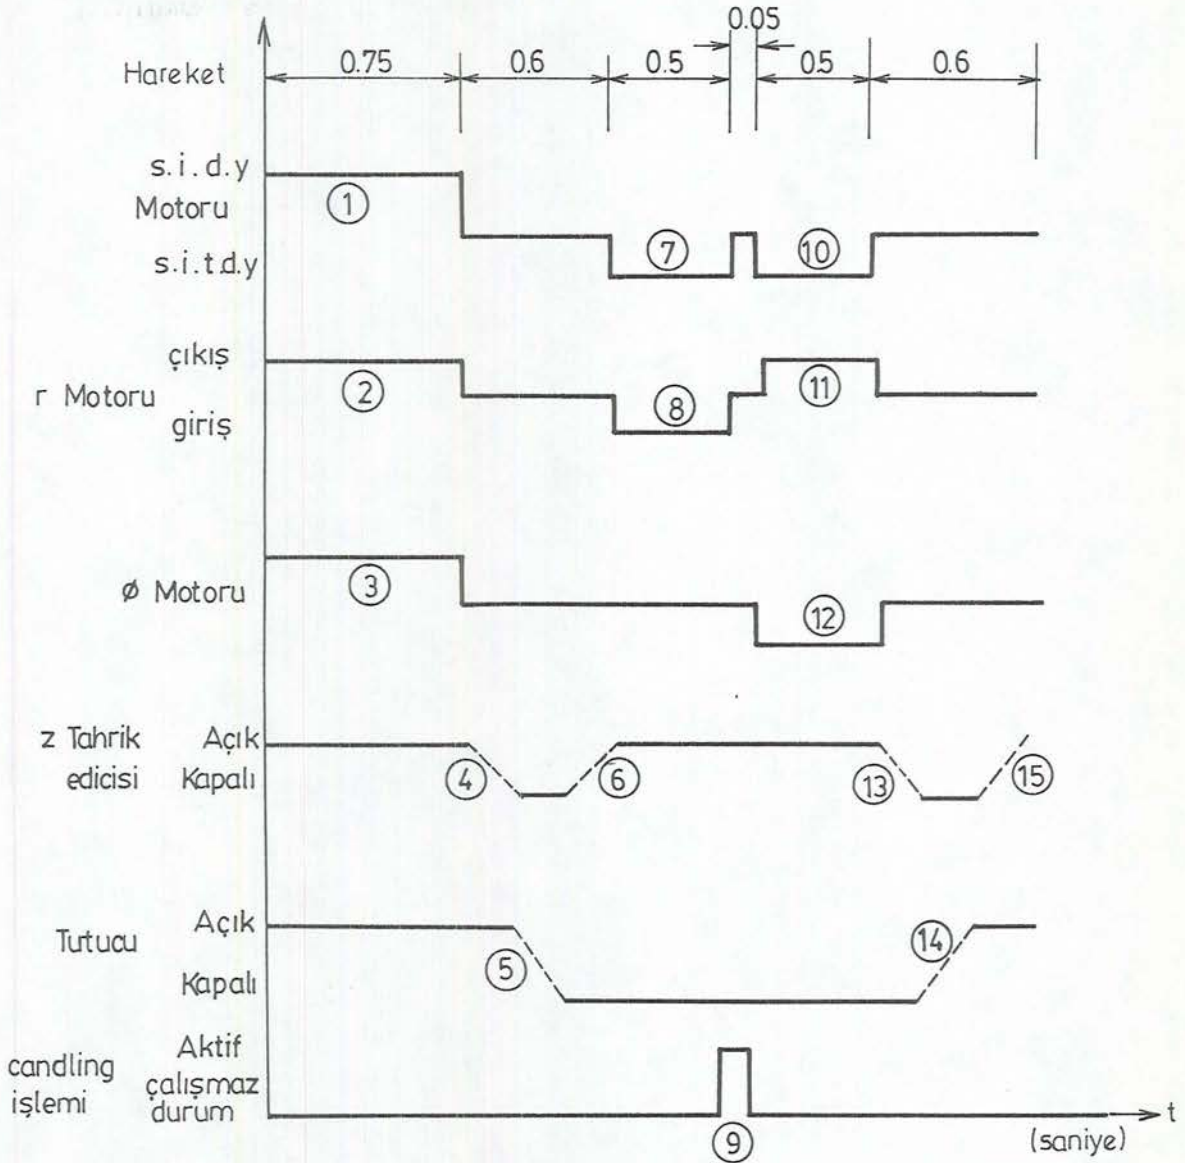 0.05
Hareket 0.75 0.6 0.5 0.5 0.6
s.i.d.y
Motoru
s.i.t.d.y
1
7
10
çıkış
r Motoru
giriş
2
8
11
ø Motoru
3
12
z Tahrik edicisi
Açık
Kapalı
4
6
13
15
Tutucu
Açık
Kapalı
5
14
candling işlemi
Aktif
çalışmaz
durum
9
t
(saniye)